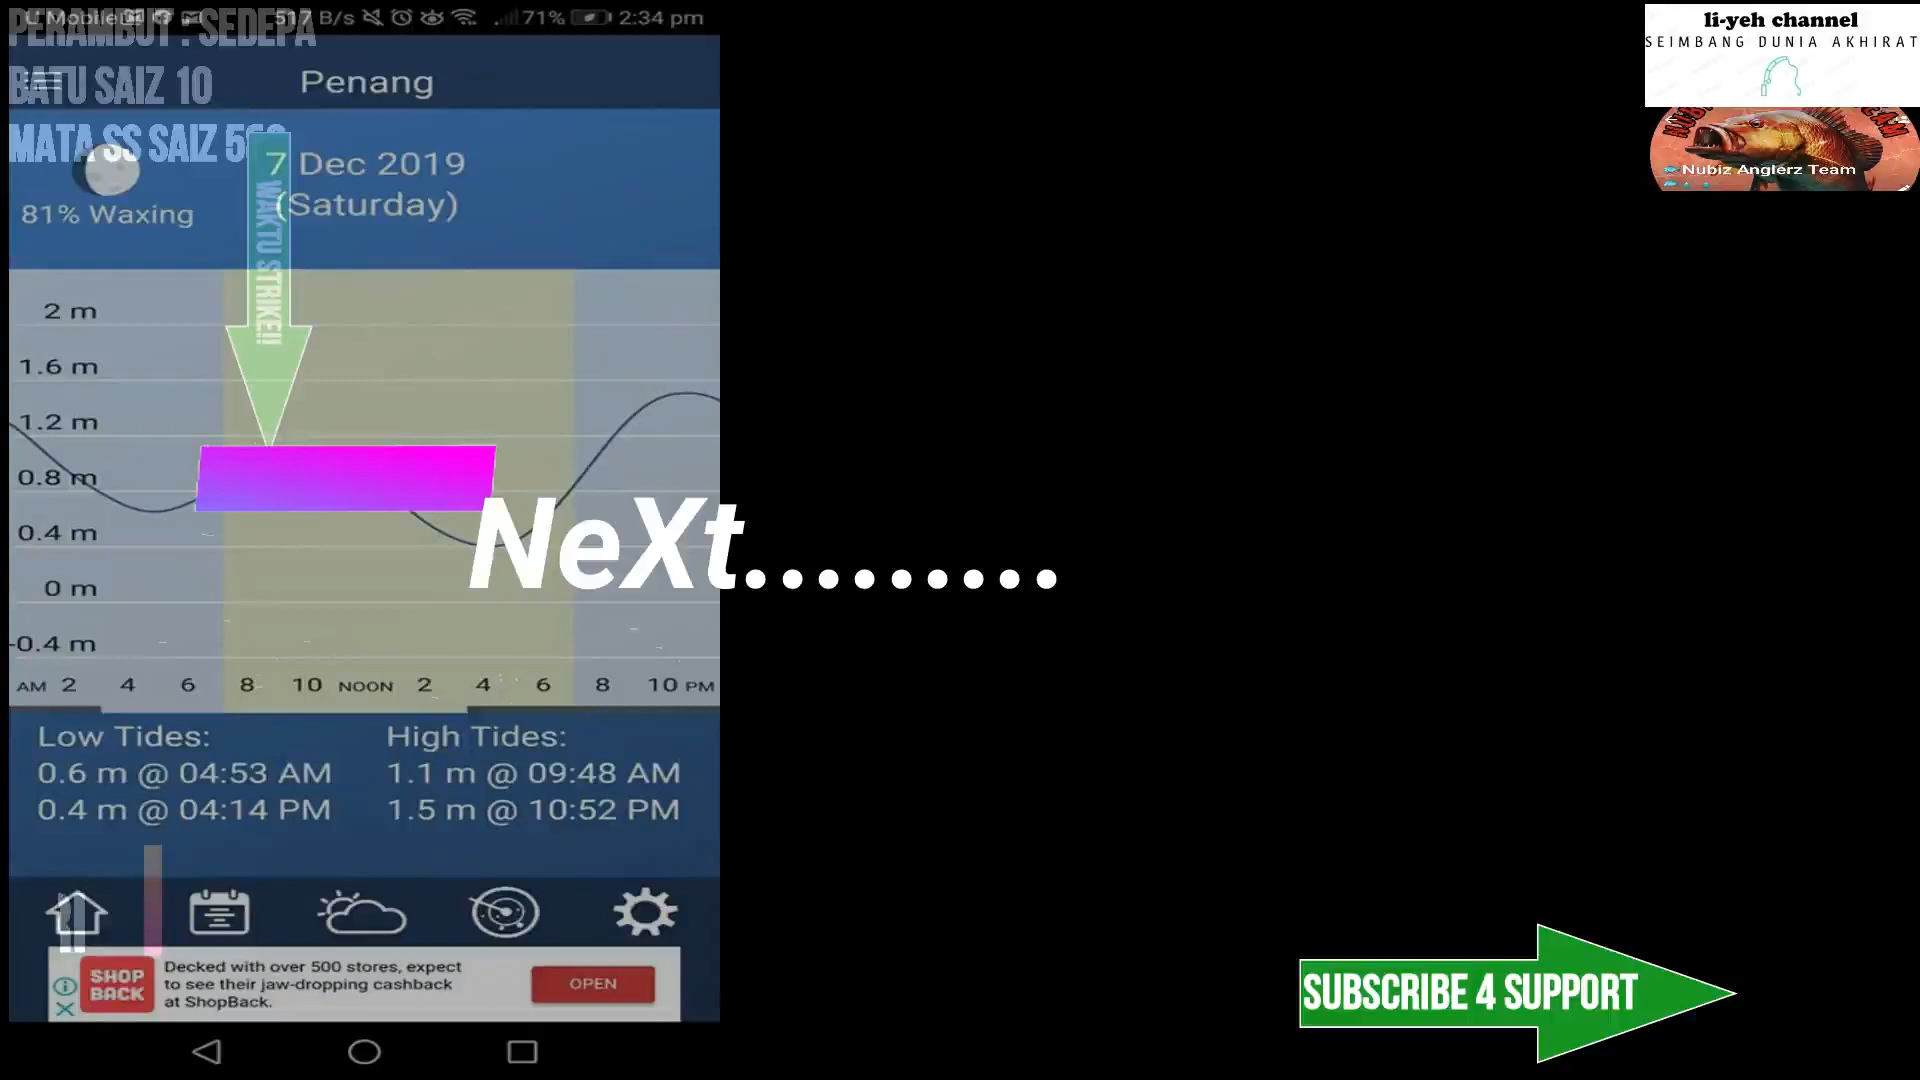 U Mobile 517 B/s 71% 2:34 pm
PERAMBUT : SEDEPA
BATU SAIZ 10
MATA SS SAIZ 560
Penang
7 Dec 2019
(Saturday)
81% Waxing
WAKTU STRIKE!!
2 m
1.6 m
1.2 m
0.8 m
0.4 m
0 m
-0.4 m
AM 2 4 6 8 10 NOON 2 4 6 8 10 PM
NeXt.........
Low Tides: High Tides:
0.6 m @ 04:53 AM 1.1 m @ 09:48 AM
0.4 m @ 04:14 PM 1.5 m @ 10:52 PM
SHOP BACK
Decked with over 500 stores, expect
to see their jaw-dropping cashback
at ShopBack.
OPEN
li-yeh channel
SEIMBANG DUNIA AKHIRAT
Nubiz Anglerz Team
SUBSCRIBE 4 SUPPORT